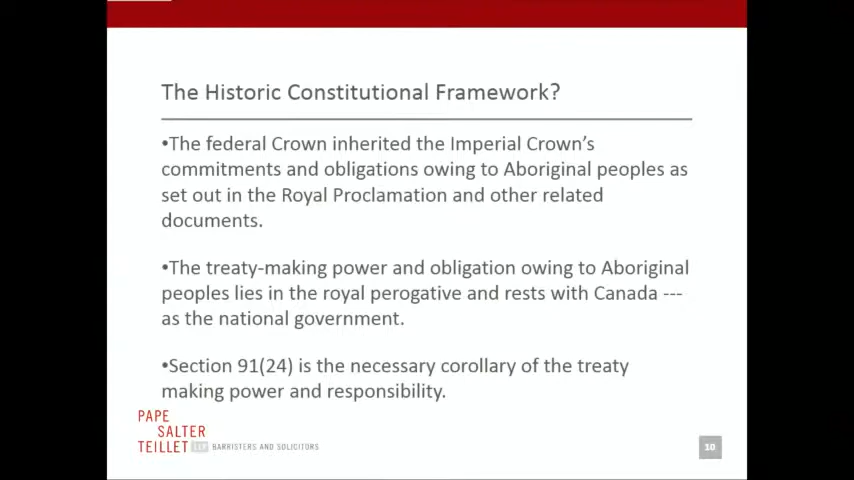 The Historic Constitutional Framework?
•The federal Crown inherited the Imperial Crown's
commitments and obligations owing to Aboriginal peoples as
set out in the Royal Proclamation and other related
documents.
•The treaty-making power and obligation owing to Aboriginal
peoples lies in the royal perogative and rests with Canada ---
as the national government.
•Section 91(24) is the necessary corollary of the treaty
making power and responsibility.
PAPE
SALTER
TEILLET LLP BARRISTERS AND SOLICITORS
10